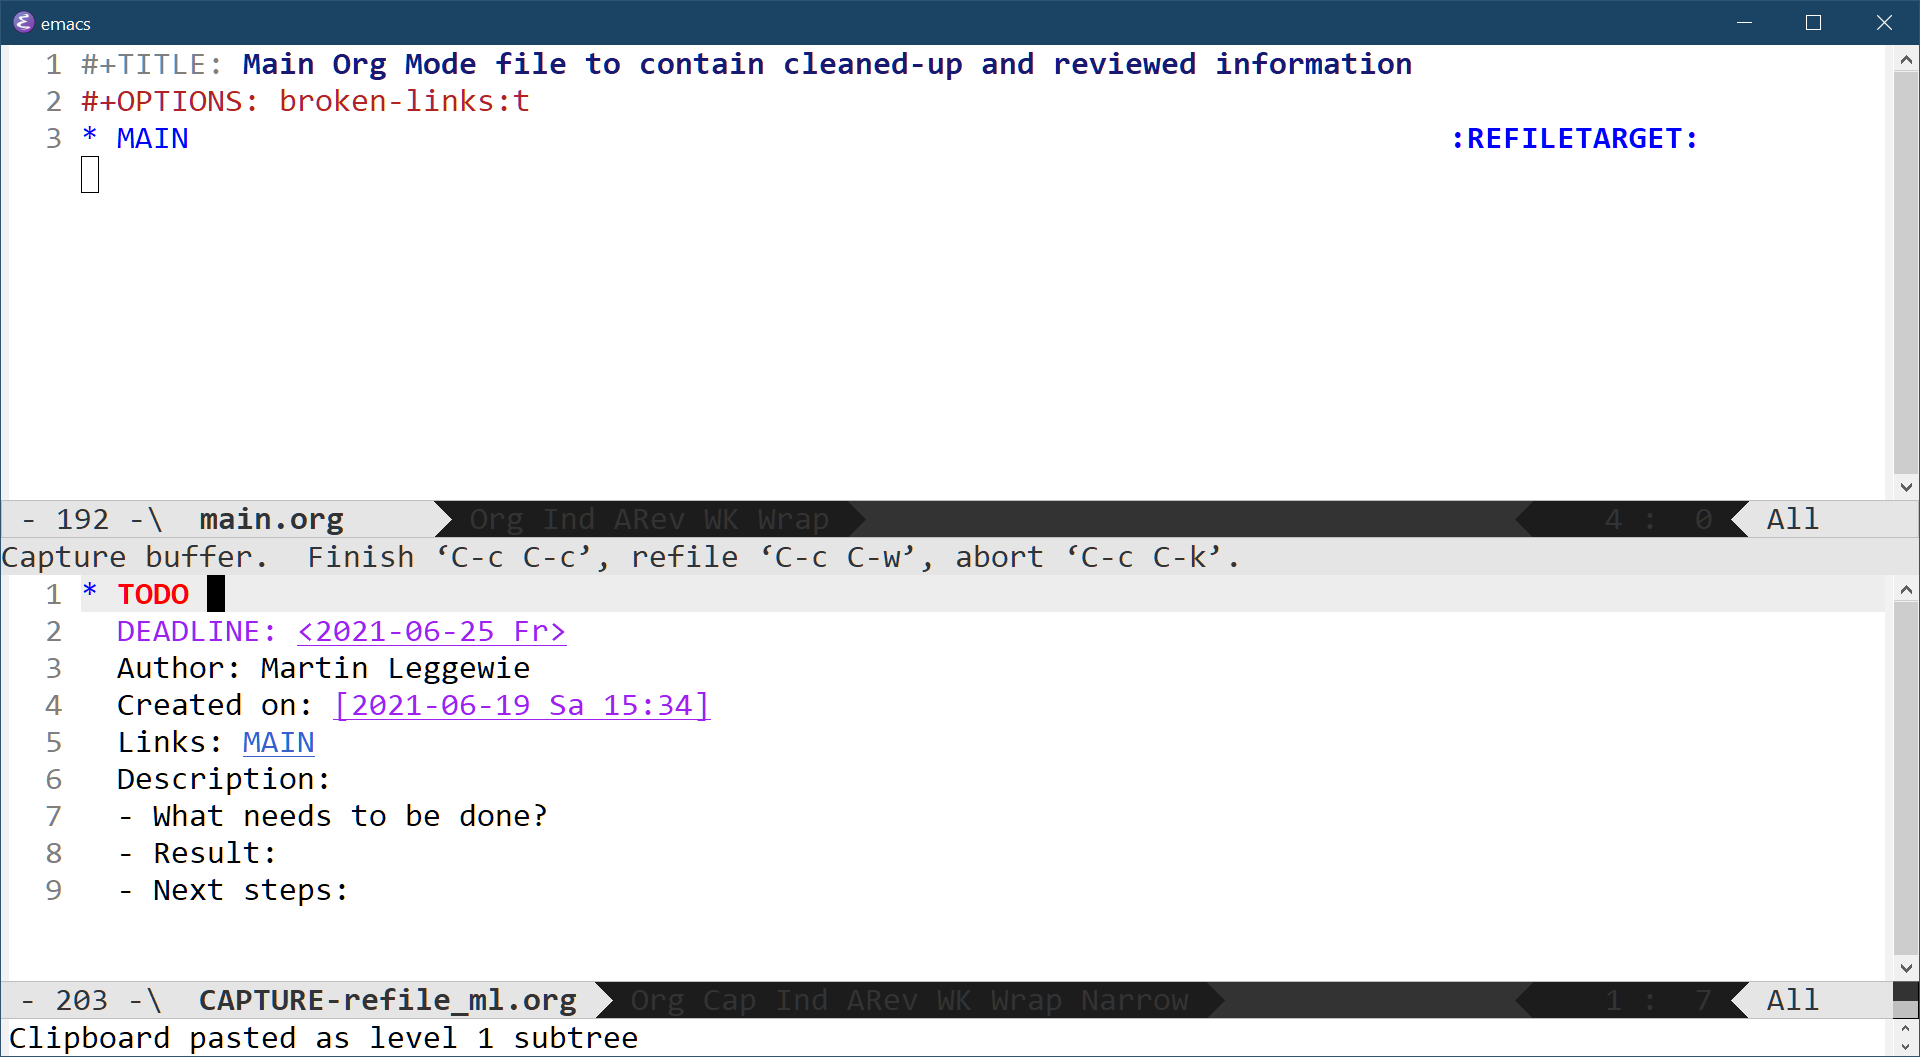 emacs
1 #+TITLE: Main Org Mode file to contain cleaned-up and reviewed information
2 #+OPTIONS: broken-links:t
3 * MAIN :REFILETARGET:
- 192 -\ main.org Org Ind ARev WK Wrap 4 : 0 All
Capture buffer.  Finish ‘C-c C-c’, refile ‘C-c C-w’, abort ‘C-c C-k’.
1 * TODO
2 DEADLINE: <2021-06-25 Fr>
3 Author: Martin Leggewie
4 Created on: [2021-06-19 Sa 15:34]
5 Links: MAIN
6 Description:
7 - What needs to be done?
8 - Result:
9 - Next steps:
- 203 -\ CAPTURE-refile_ml.org Org Cap Ind ARev WK Wrap Narrow 1 : 7 All
Clipboard pasted as level 1 subtree